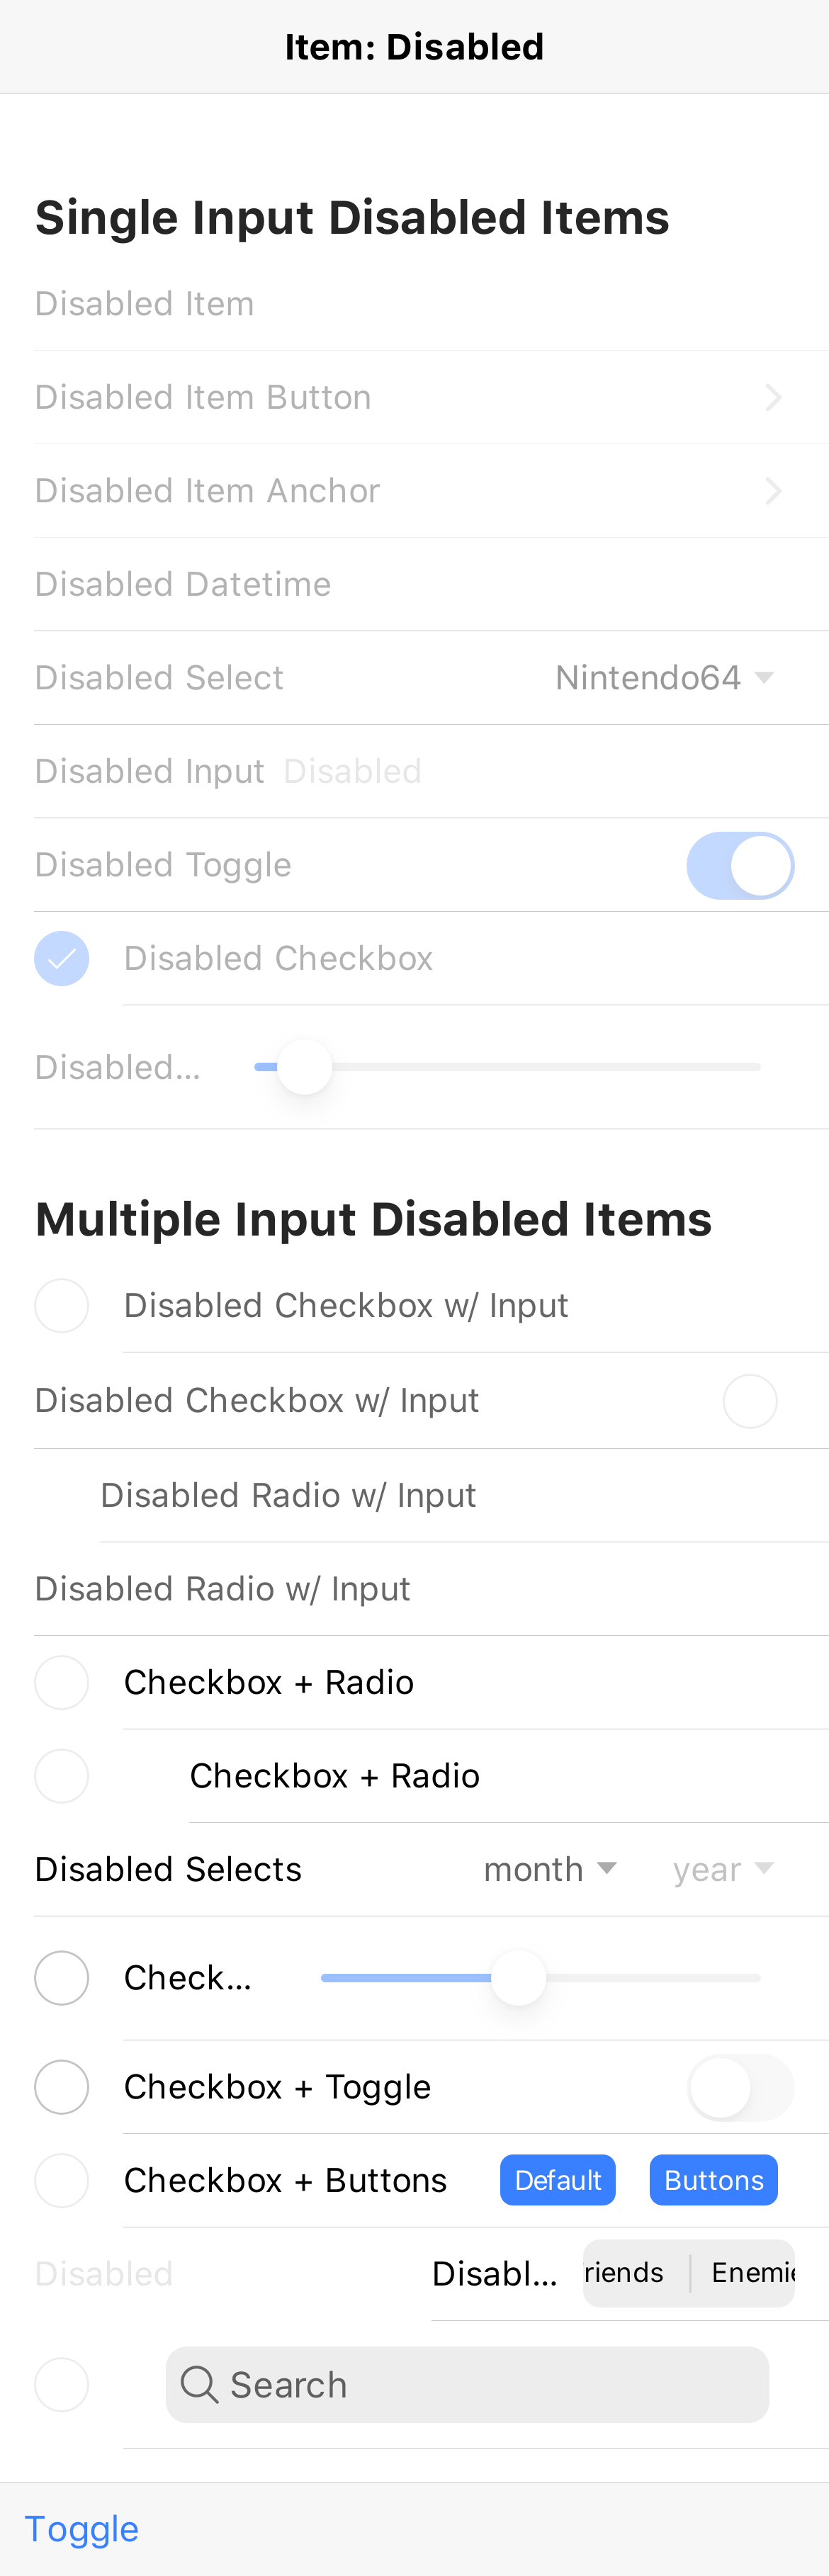 Item: Disabled
Single Input Disabled Items
Disabled Item
Disabled Item Button
Disabled Item Anchor
Disabled Datetime
Disabled Select Nintendo64
Disabled Input Disabled
Disabled Toggle
Disabled Checkbox
Disabled...
Multiple Input Disabled Items
Disabled Checkbox w/ Input
Disabled Checkbox w/ Input
Disabled Radio w/ Input
Disabled Radio w/ Input
Checkbox + Radio
Checkbox + Radio
Disabled Selects month year
Check...
Checkbox + Toggle
Checkbox + Buttons Default Buttons
Disabled Disabl... riends Enemie
Search
Toggle